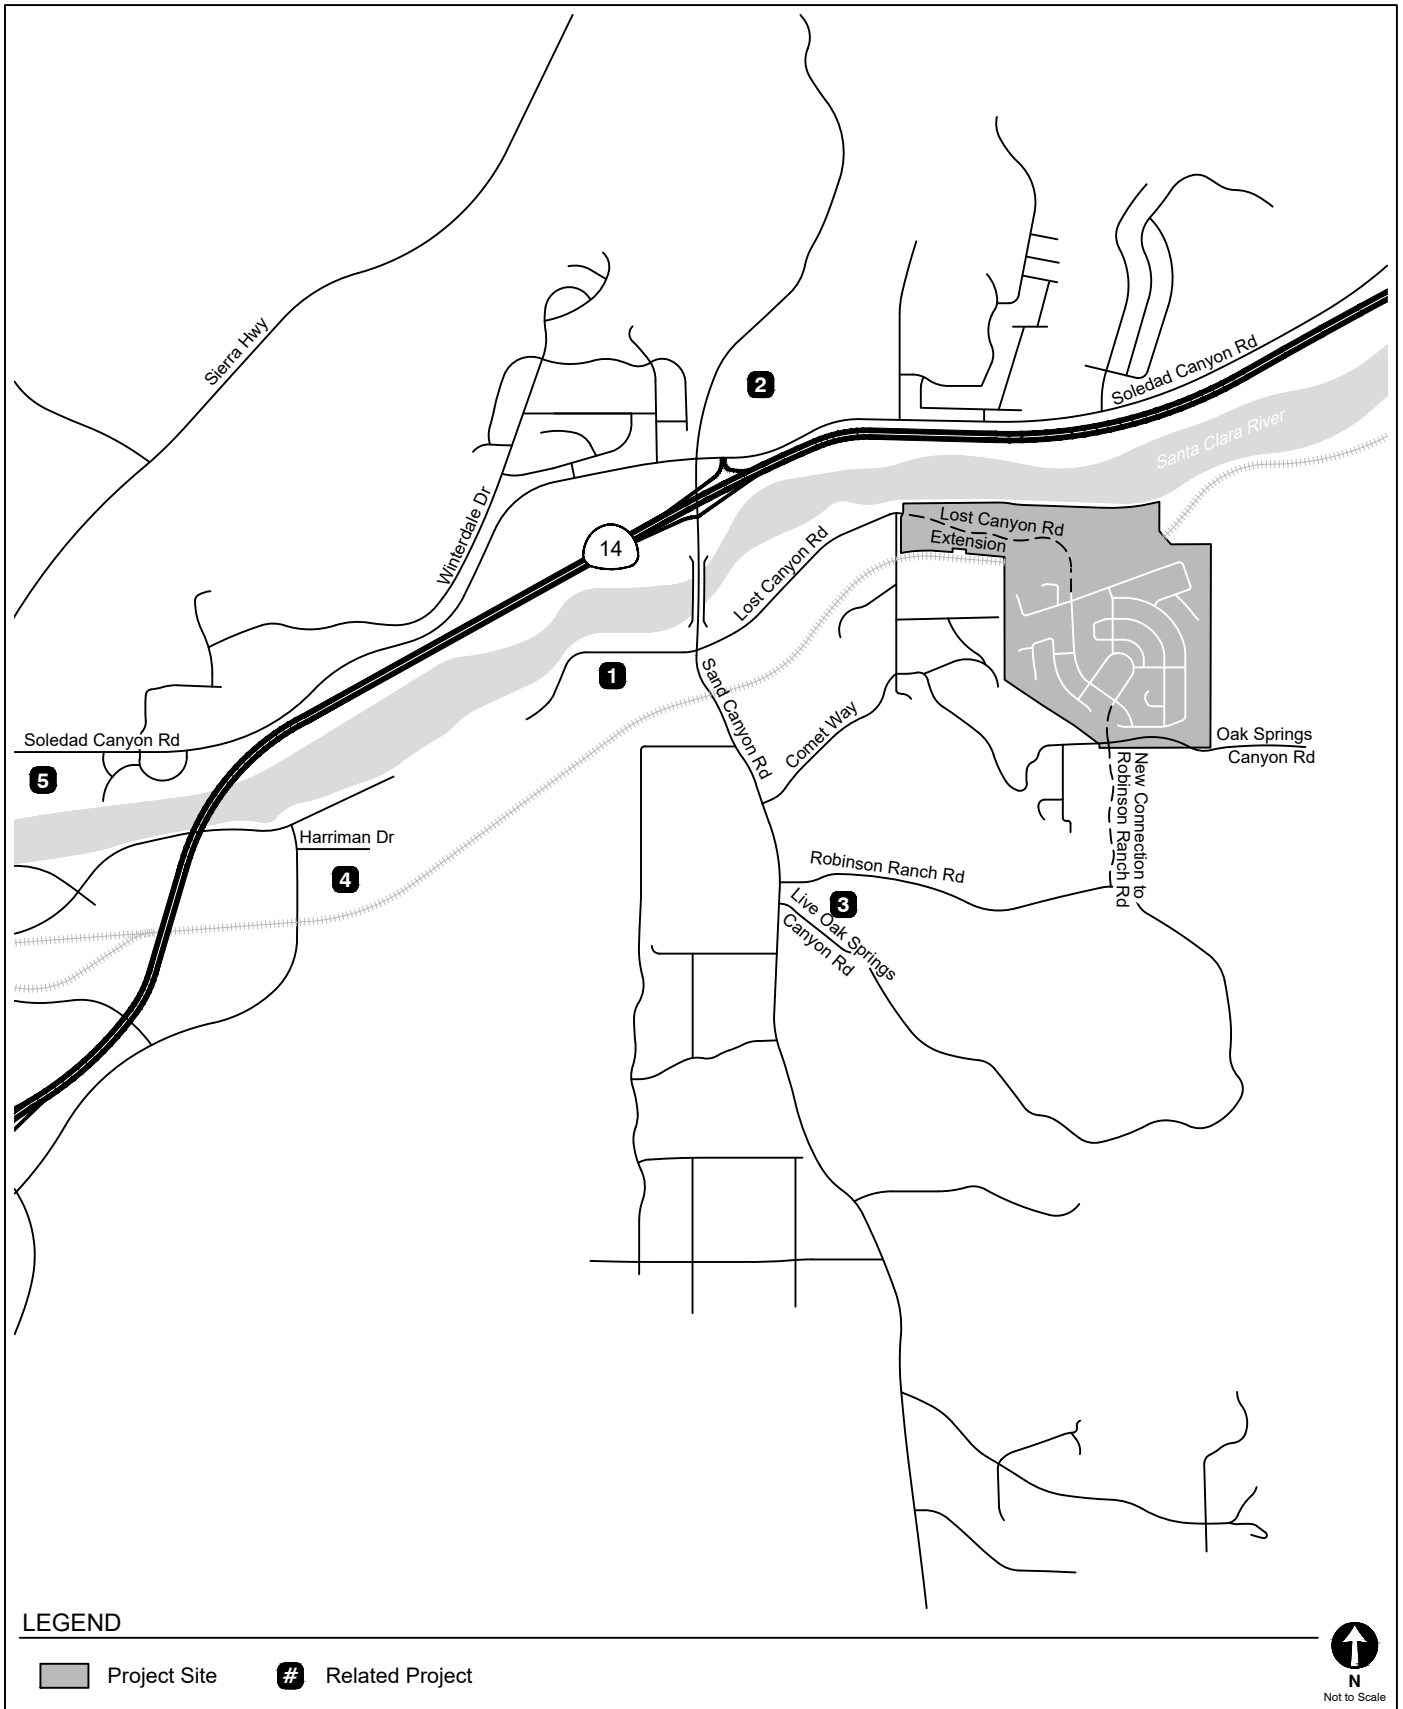 Sierra Hwy
2
Soledad Canyon Rd
Santa Clara River
Winterdale Dr
14
Lost Canyon Rd
Lost Canyon Rd
Extension
1
Sand Canyon Rd
Comet Way
Soledad Canyon Rd
5
Oak Springs
Canyon Rd
New Connection to
Robinson Ranch Rd
Harriman Dr
4
Robinson Ranch Rd
3
Live Oak Springs
Canyon Rd
LEGEND
Project Site
# Related Project
N
Not to Scale